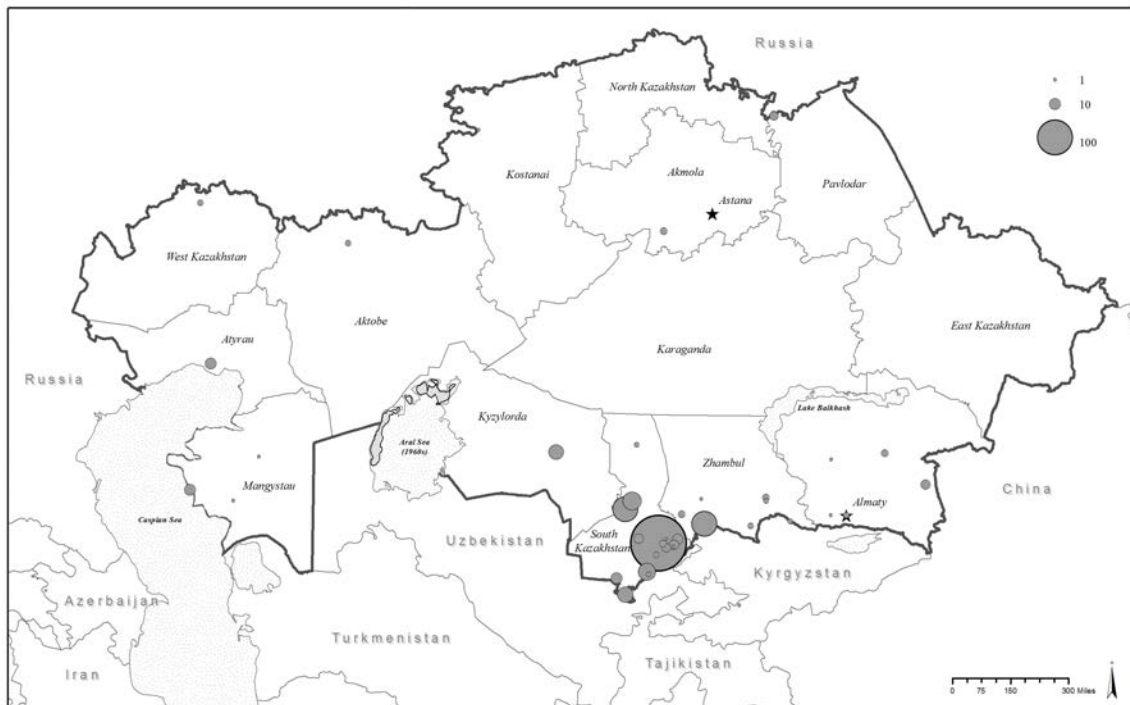 Russia
1
10
100
North Kazakhstan
Kostanai
Akmola
Pavlodar
Astana
West Kazakhstan
Aktobe
East Kazakhstan
Atyrau
Karaganda
Russia
Lake Balkhash
Kyzylorda
Aral Sea
(1960s)
Zhambul
Mangystau
Almaty
China
Caspian Sea
South
Kazakhstan
Uzbekistan
Kyrgyzstan
Azerbaijan
Turkmenistan
Tajikistan
Iran
0 75 150 300 Miles